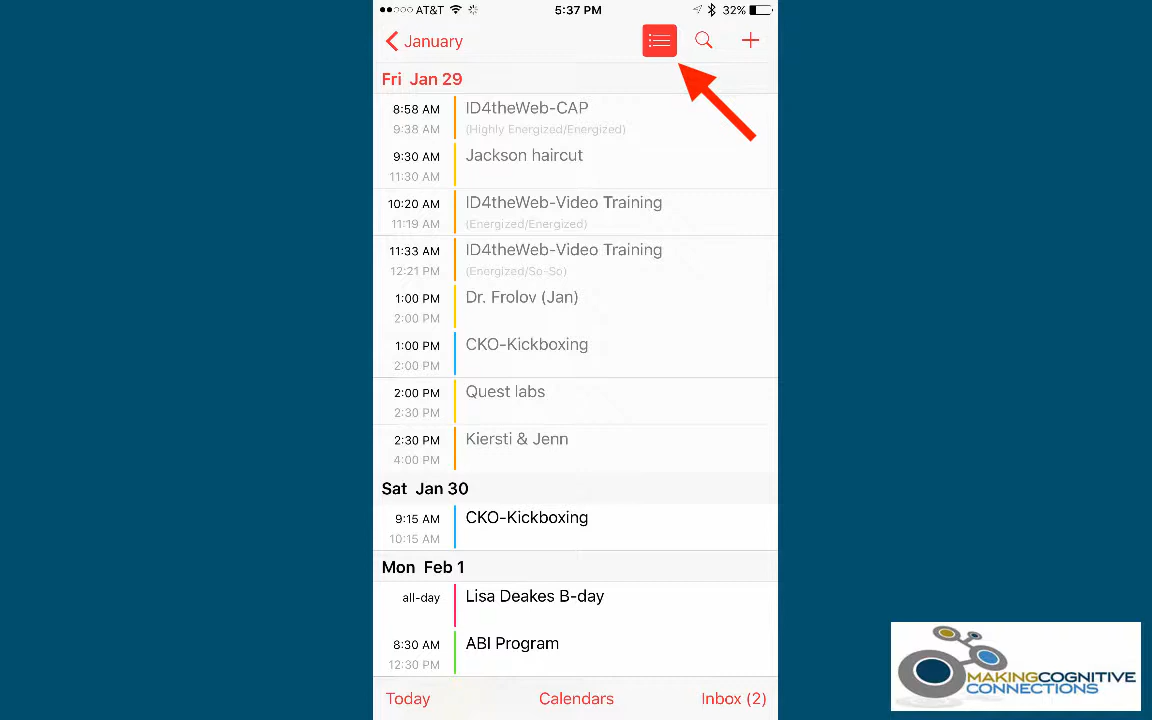 AT&T 5:37 PM 32%
January
Fri Jan 29
8:58 AM ID4theWeb-CAP
9:38 AM (Highly Energized/Energized)
9:30 AM Jackson haircut
11:30 AM
10:20 AM ID4theWeb-Video Training
11:19 AM (Energized/Energized)
11:33 AM ID4theWeb-Video Training
12:21 PM (Energized/So-So)
1:00 PM Dr. Frolov (Jan)
2:00 PM
1:00 PM CKO-Kickboxing
2:00 PM
2:00 PM Quest labs
2:30 PM
2:30 PM Kiersti & Jenn
4:00 PM
Sat Jan 30
9:15 AM CKO-Kickboxing
10:15 AM
Mon Feb 1
all-day Lisa Deakes B-day
8:30 AM ABI Program
12:30 PM
Today Calendars Inbox (2)
MAKINGCOGNITIVE
CONNECTIONS